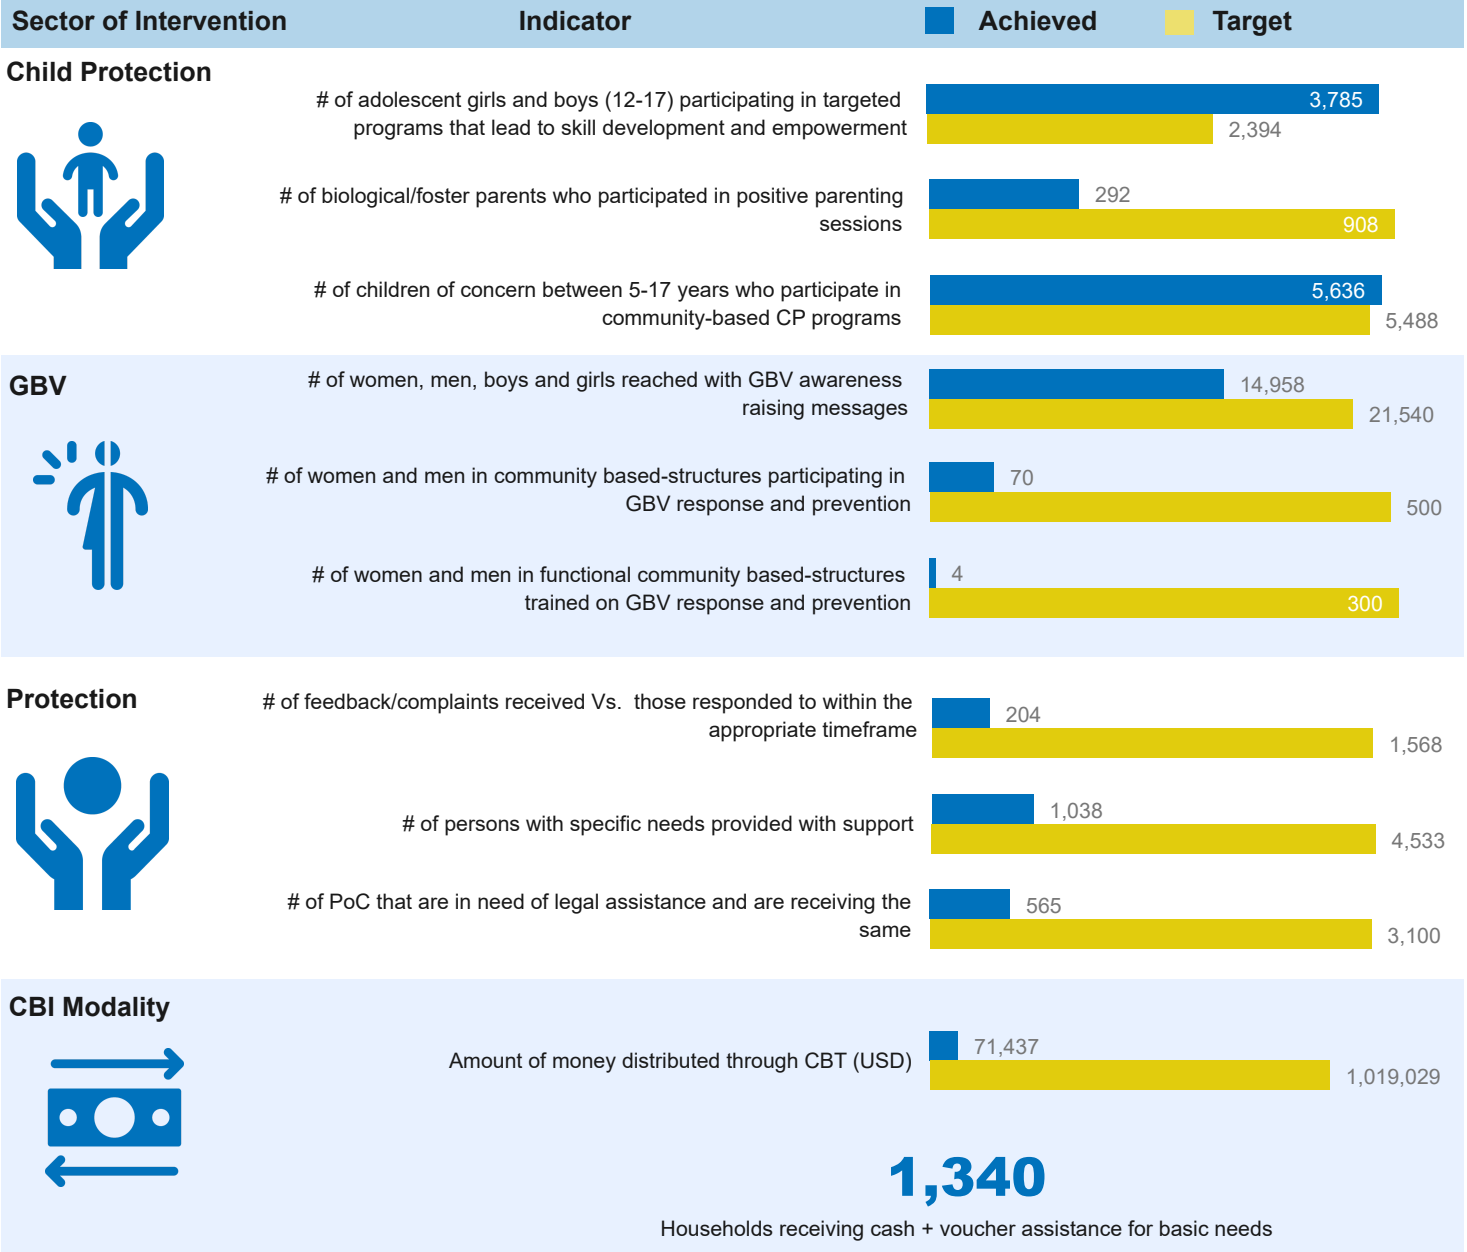 Sector of Intervention Indicator Achieved Target
Child Protection
# of adolescent girls and boys (12-17) participating in targeted
programs that lead to skill development and empowerment
3,785
2,394
# of biological/foster parents who participated in positive parenting
sessions
292
908
# of children of concern between 5-17 years who participate in
community-based CP programs
5,636
5,488
GBV
# of women, men, boys and girls reached with GBV awareness
raising messages
14,958
21,540
# of women and men in community based-structures participating in
GBV response and prevention
70
500
# of women and men in functional community based-structures
trained on GBV response and prevention
4
300
Protection
# of feedback/complaints received Vs.  those responded to within the
appropriate timeframe
204
1,568
# of persons with specific needs provided with support
1,038
4,533
# of PoC that are in need of legal assistance and are receiving the
same
565
3,100
CBI Modality
Amount of money distributed through CBT (USD)
71,437
1,019,029
1,340
Households receiving cash + voucher assistance for basic needs